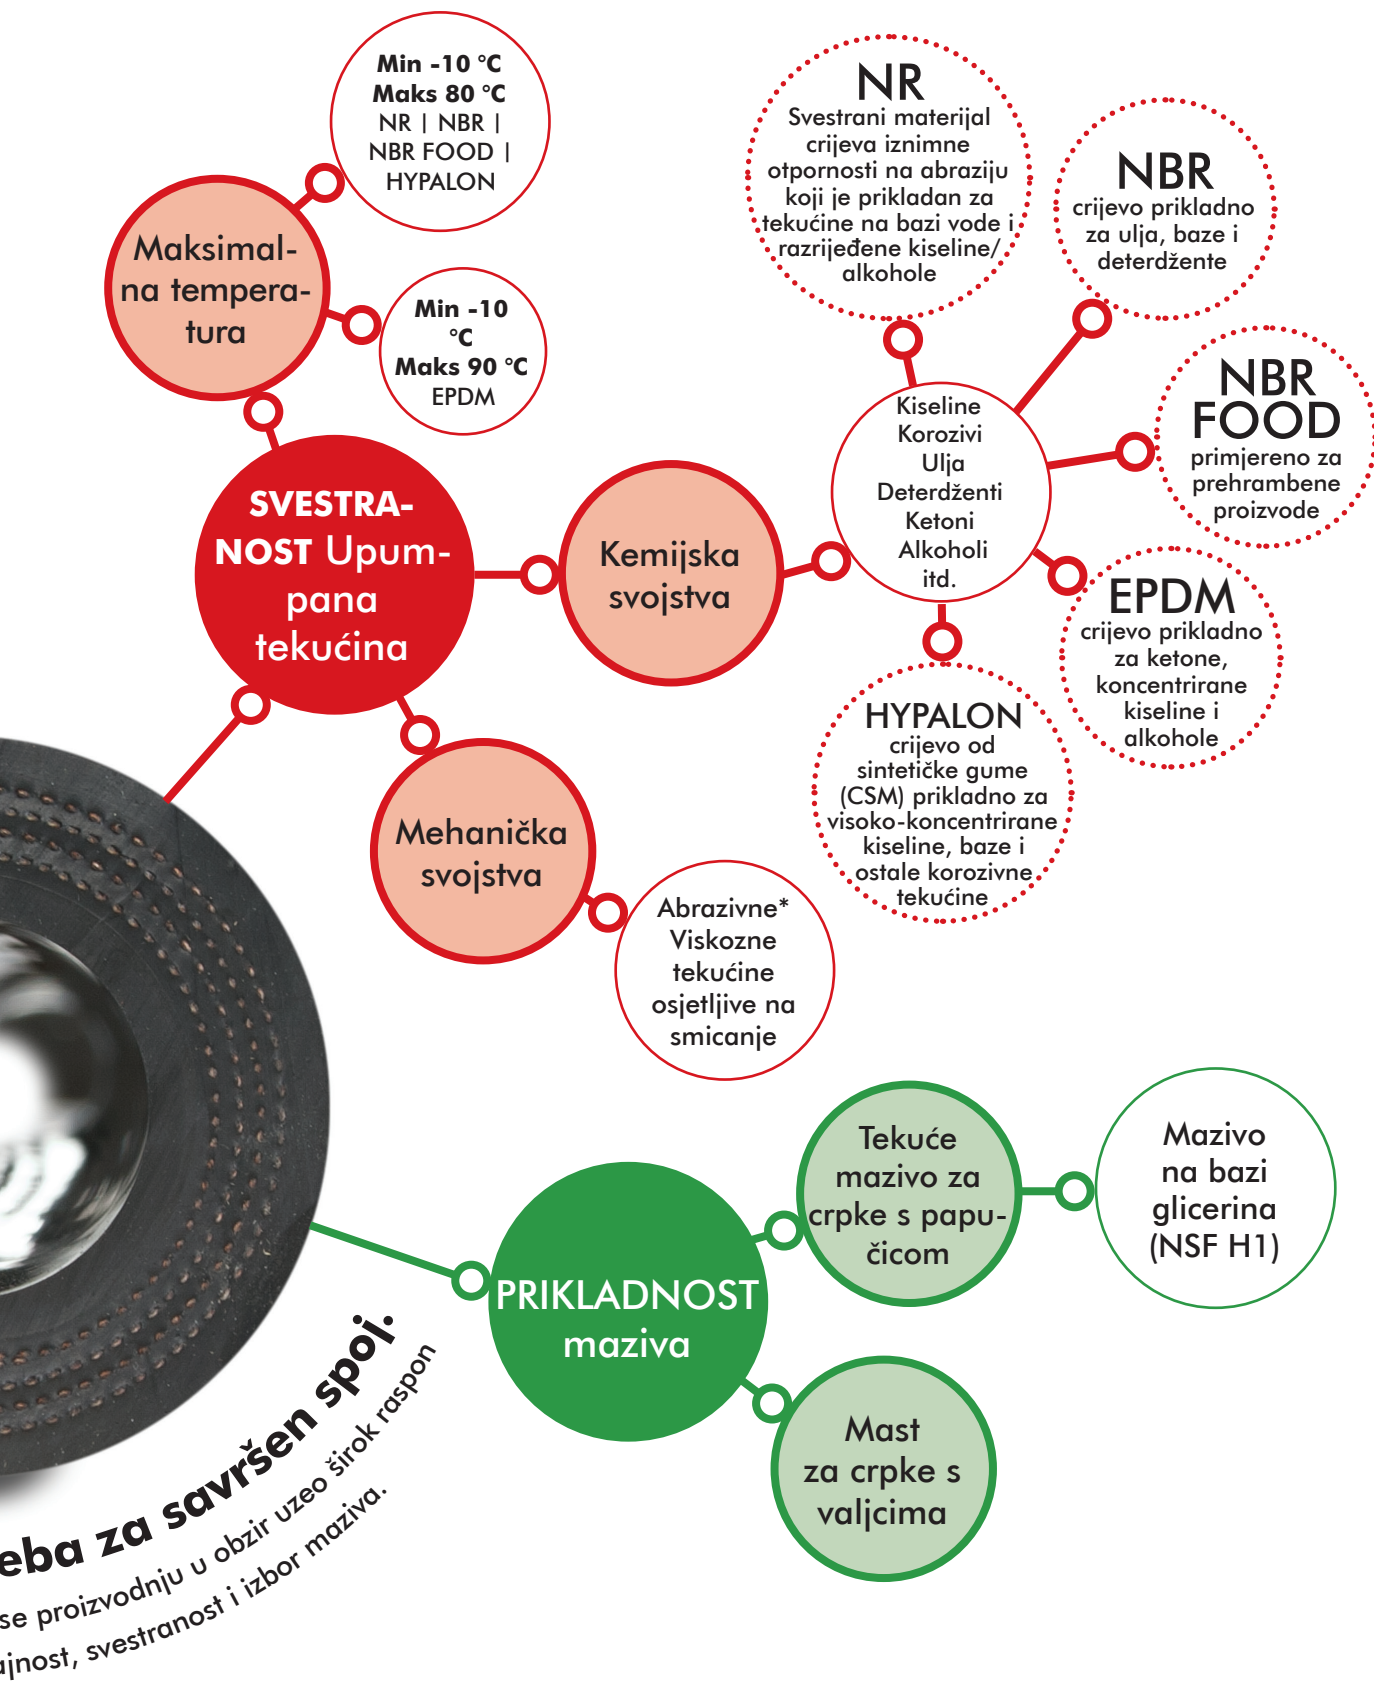 Min -10 °C
Maks 80 °C
NR | NBR |
NBR FOOD |
HYPALON
Maksimal-
na tempera-
tura
Min -10
°C
Maks 90 °C
EPDM
NR
Svestrani materijal
crijeva iznimne
otpornosti na abraziju
koji je prikladan za
tekućine na bazi vode i
razrijeđene kiseline/
alkohole
NBR
crijevo prikladno
za ulja, baze i
deterdžente
NBR
FOOD
primjereno za
prehrambene
proizvode
Kiseline
Korozivi
Ulja
Deterdženti
Ketoni
Alkoholi
itd.
SVESTRA-
NOST Upum-
pana
tekućina
Kemijska
svojstva
EPDM
crijevo prikladno
za ketone,
koncentrirane
kiseline i
alkohole
HYPALON
crijevo od
sintetičke gume
(CSM) prikladno za
visoko-koncentrirane
kiseline, baze i
ostale korozivne
tekućine
Mehanička
svojstva
Abrazivne*
Viskozne
tekućine
osjetljive na
smicanje
Tekuće
mazivo za
crpke s papu-
čicom
Mazivo
na bazi
glicerina
(NSF H1)
PRIKLADNOST
maziva
Mast
za crpke s
valjcima
eba za savršen spoj.
se proizvodnju u obzir uzeo širok raspon
ajnost, svestranost i izbor maziva.